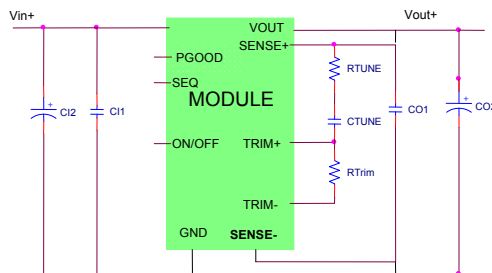 Vin+
Vout+
VOUT
SENSE+
PGOOD
RTUNE
SEQ
MODULE
+
CI2
CI1
CTUNE
CO1
+
ON/OFF
TRIM+
RTrim
TRIM-
GND
SENSE-